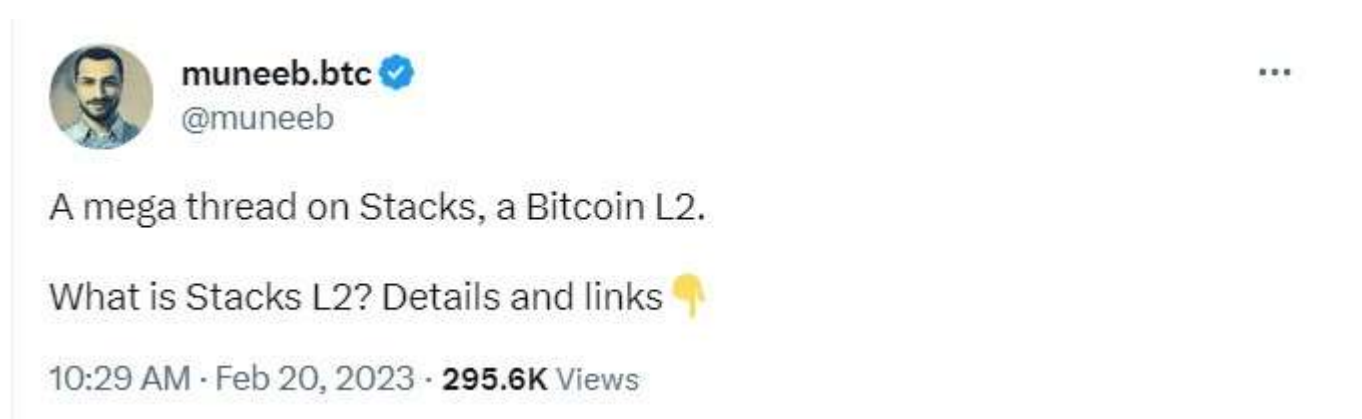 muneeb.btc
@muneeb
A mega thread on Stacks, a Bitcoin L2.
What is Stacks L2? Details and links👇
10:29 AM · Feb 20, 2023 · 295.6K Views